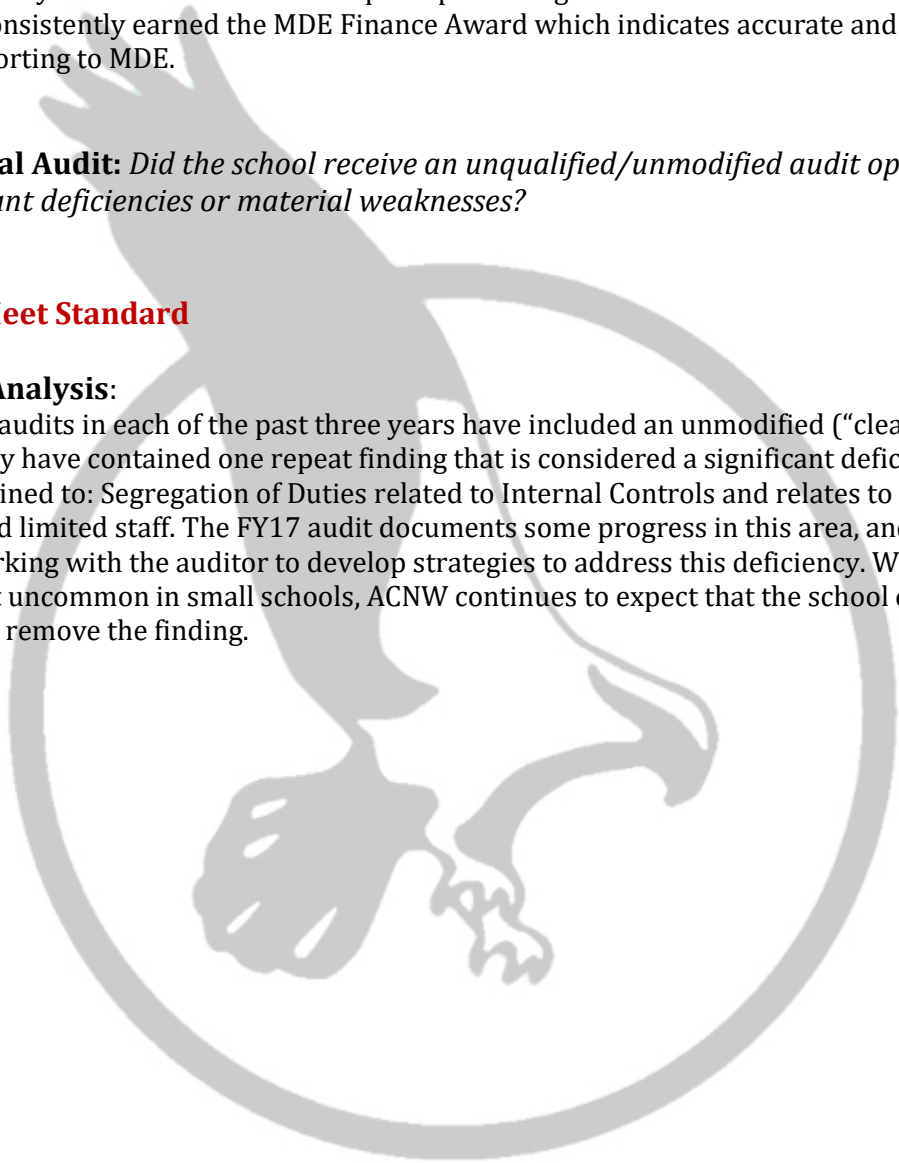 onsistently earned the MDE Finance Award which indicates accurate and
orting to MDE.
al Audit: Did the school receive an unqualified/unmodified audit op
ant deficiencies or material weaknesses?
eet Standard
Analysis:
audits in each of the past three years have included an unmodified (“clea
y have contained one repeat finding that is considered a significant defic
ined to: Segregation of Duties related to Internal Controls and relates to
d limited staff. The FY17 audit documents some progress in this area, and
rking with the auditor to develop strategies to address this deficiency. W
t uncommon in small schools, ACNW continues to expect that the school
remove the finding.